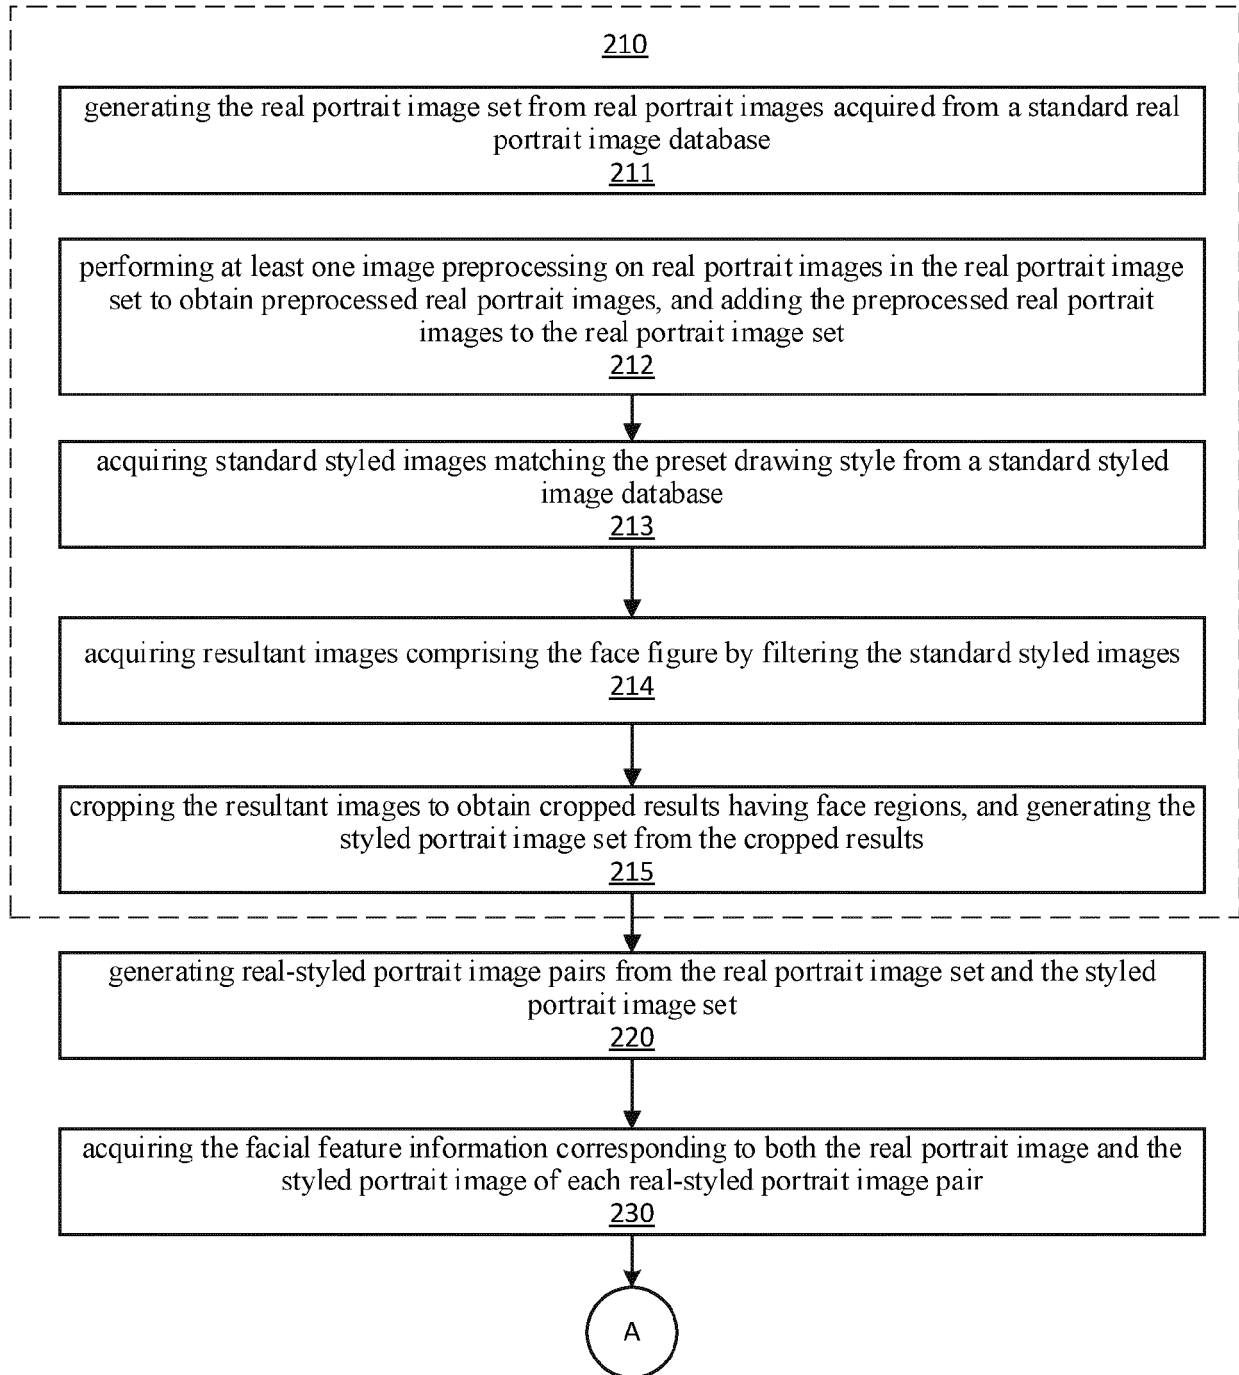 210
generating the real portrait image set from real portrait images acquired from a standard real
portrait image database
211
performing at least one image preprocessing on real portrait images in the real portrait image
set to obtain preprocessed real portrait images, and adding the preprocessed real portrait
images to the real portrait image set
212
acquiring standard styled images matching the preset drawing style from a standard styled
image database
213
acquiring resultant images comprising the face figure by filtering the standard styled images
214
cropping the resultant images to obtain cropped results having face regions, and generating the
styled portrait image set from the cropped results
215
generating real-styled portrait image pairs from the real portrait image set and the styled
portrait image set
220
acquiring the facial feature information corresponding to both the real portrait image and the
styled portrait image of each real-styled portrait image pair
230
A